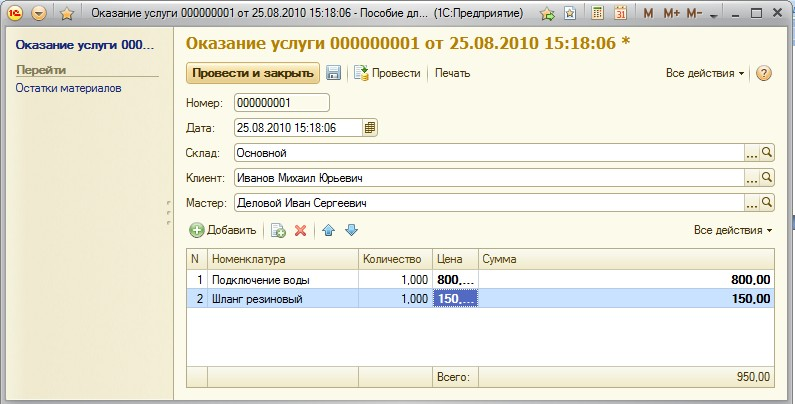 Оказание услуги 000000001 от 25.08.2010 15:18:06 - Пособие дл... (1С:Предприятие) M M+ M-
Оказание услуги 000...
Перейти
Остатки материалов
Оказание услуги 000000001 от 25.08.2010 15:18:06 *
Провести и закрыть Провести Печать Все действия
Номер: 000000001
Дата: 25.08.2010 15:18:06
Склад: Основной ...
Клиент: Иванов Михаил Юрьевич ...
Мастер: Деловой Иван Сергеевич ...
Добавить Все действия
N Номенклатура Количество Цена Сумма
1 Подключение воды 1,000 800,... 800,00
2 Шланг резиновый 1,000 150,... 150,00
Всего: 950,00